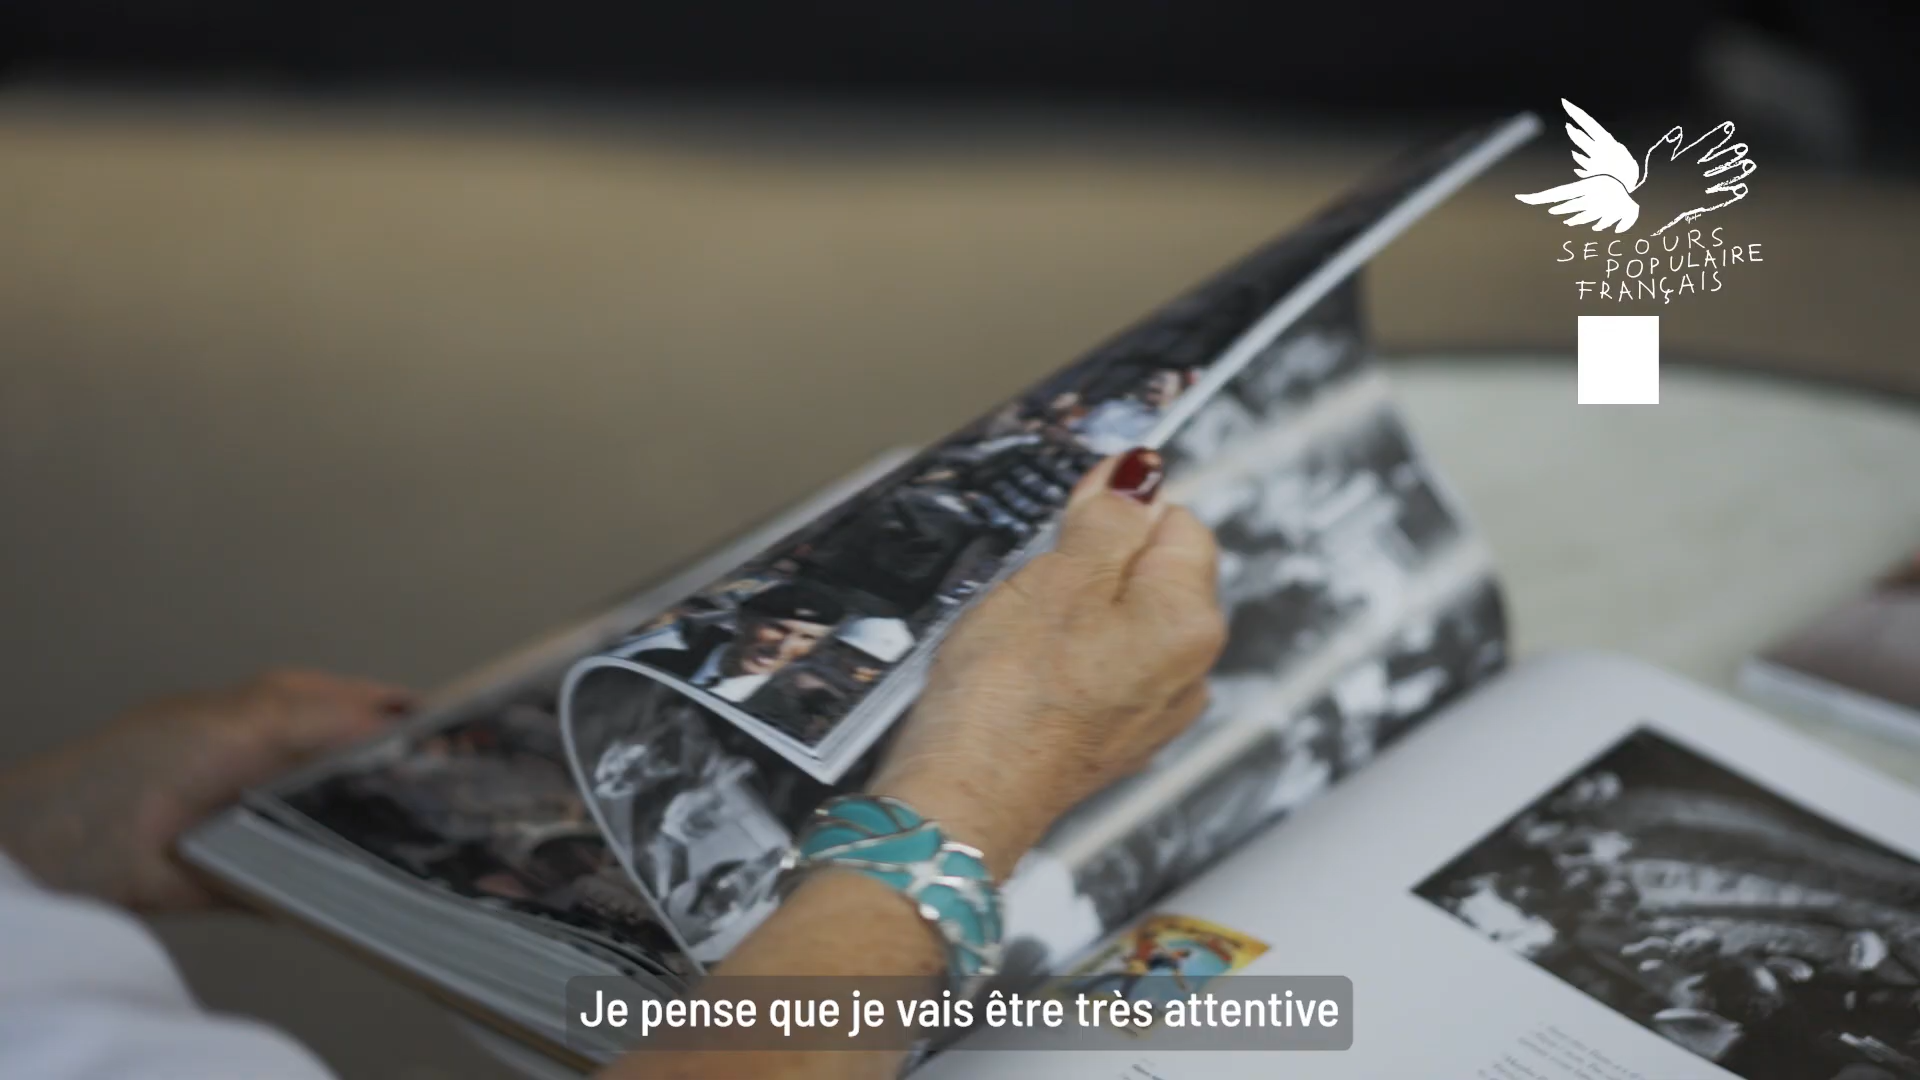 SECOURS
POPULAIRE
FRANÇAIS
Je pense que je vais être très attentive